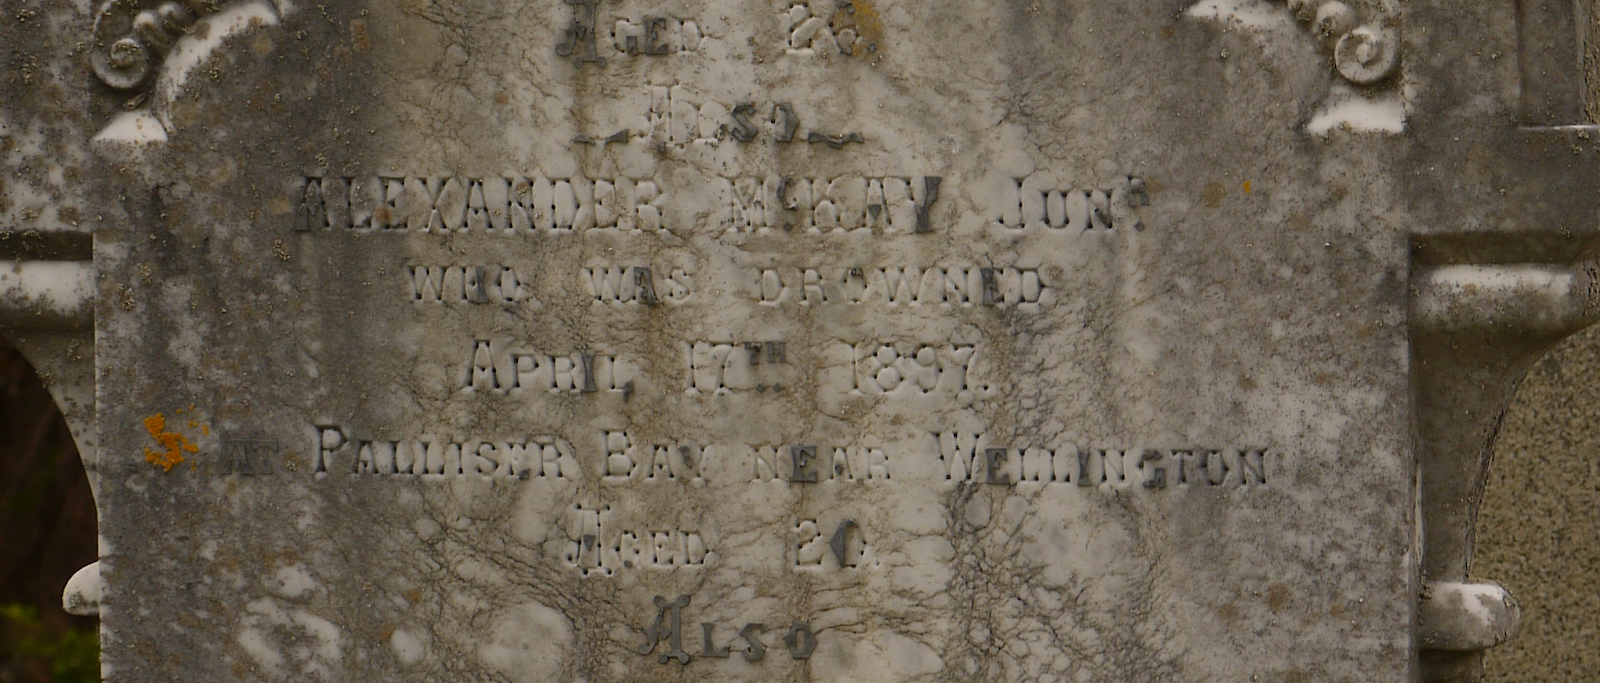 Aged 26.
Also
ALEXANDER McKAY JUNR.
WHO WAS DROWNED
APRIL 17TH 1897.
AT PALLISER BAY NEAR WELLINGTON
AGED 20.
ALSO